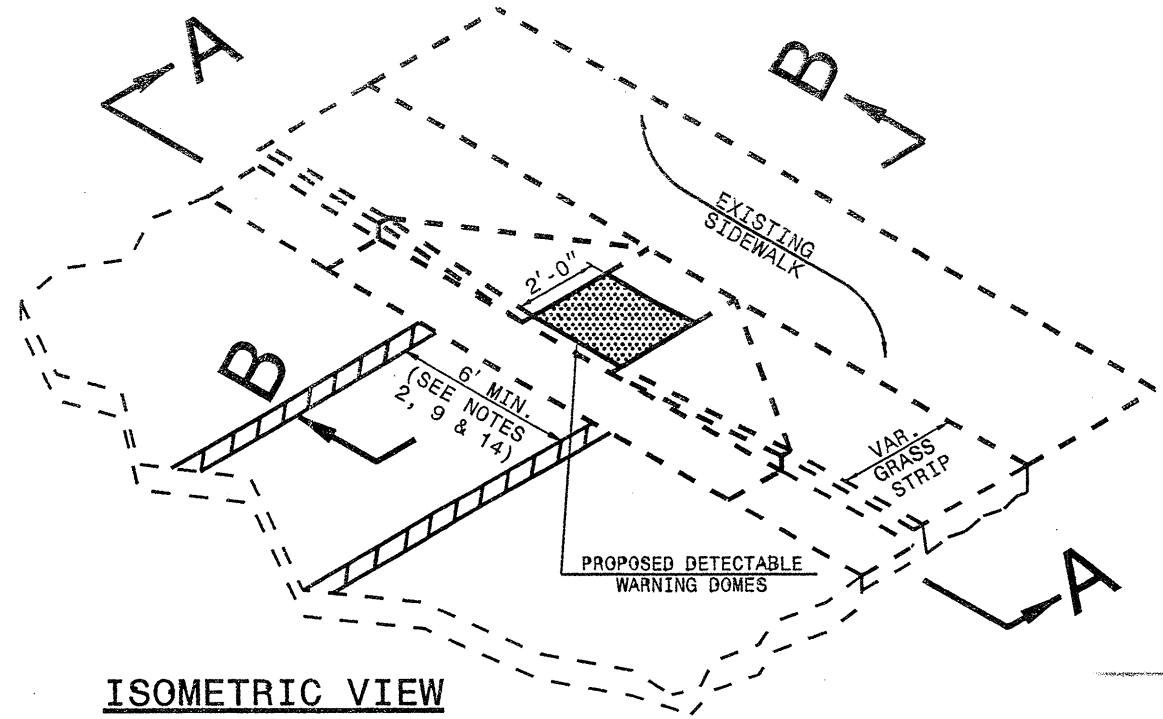 A
B
EXISTING
SIDEWALK
2'-0"
B
6' MIN.
(SEE NOTES
2, 9 & 14)
VAR.
GRASS
STRIP
PROPOSED DETECTABLE
WARNING DOMES
A
ISOMETRIC VIEW